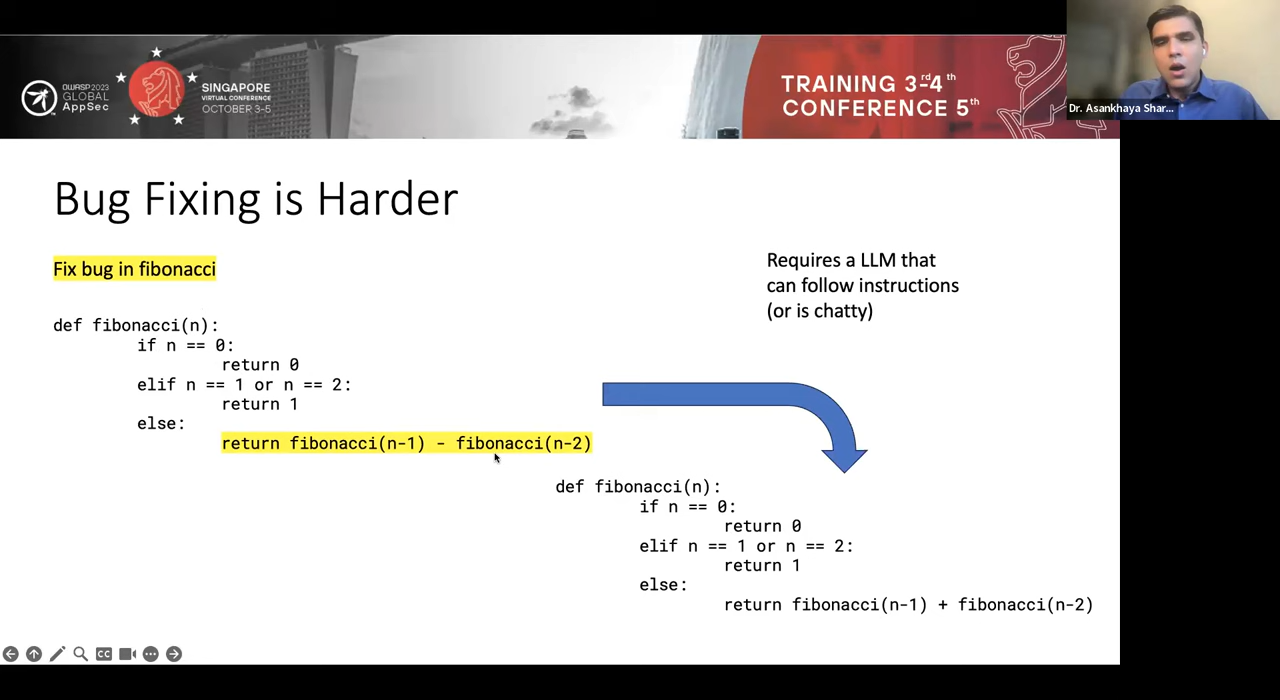 OWASP 2023
GLOBAL
AppSec
SINGAPORE
VIRTUAL CONFERENCE
OCTOBER 3-5
TRAINING 3rd-4th
CONFERENCE 5th
Dr. Asankhaya Shar...
Bug Fixing is Harder
Fix bug in fibonacci
def fibonacci(n):
if n == 0:
return 0
elif n == 1 or n == 2:
return 1
else:
return fibonacci(n-1) - fibonacci(n-2)
Requires a LLM that
can follow instructions
(or is chatty)
def fibonacci(n):
if n == 0:
return 0
elif n == 1 or n == 2:
return 1
else:
return fibonacci(n-1) + fibonacci(n-2)
CC